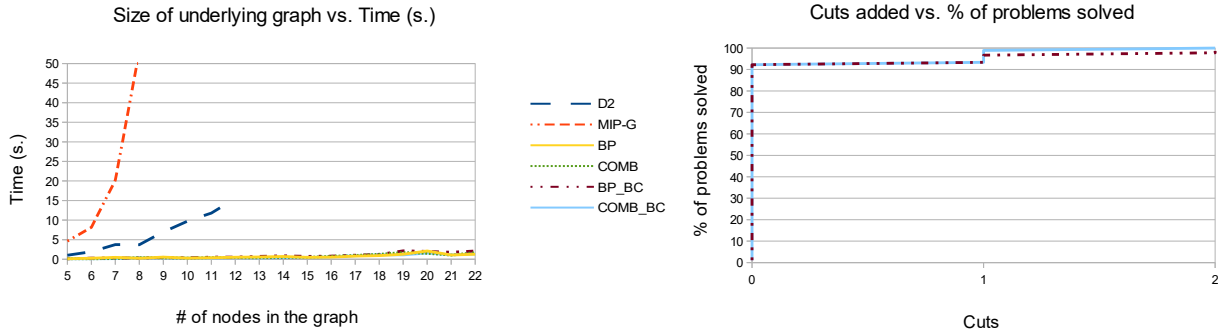 Size of underlying graph vs. Time (s.)
Time (s.)
50
45
40
35
30
25
20
15
10
5
0
5 6 7 8 9 10 11 12 13 14 15 16 17 18 19 20 21 22
# of nodes in the graph
D2
MIP-G
BP
COMB
BP_BC
COMB_BC
Cuts added vs. % of problems solved
% of problems solved
100
90
80
70
60
50
40
30
20
10
0
0 1 2
Cuts